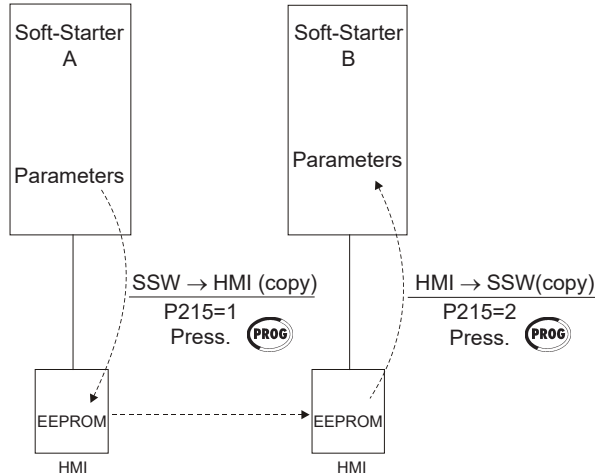 Soft-Starter
A
Parameters
SSW → HMI (copy)
P215=1
Press. PROG
EEPROM
HMI
Soft-Starter
B
Parameters
HMI → SSW(copy)
P215=2
Press. PROG
EEPROM
HMI